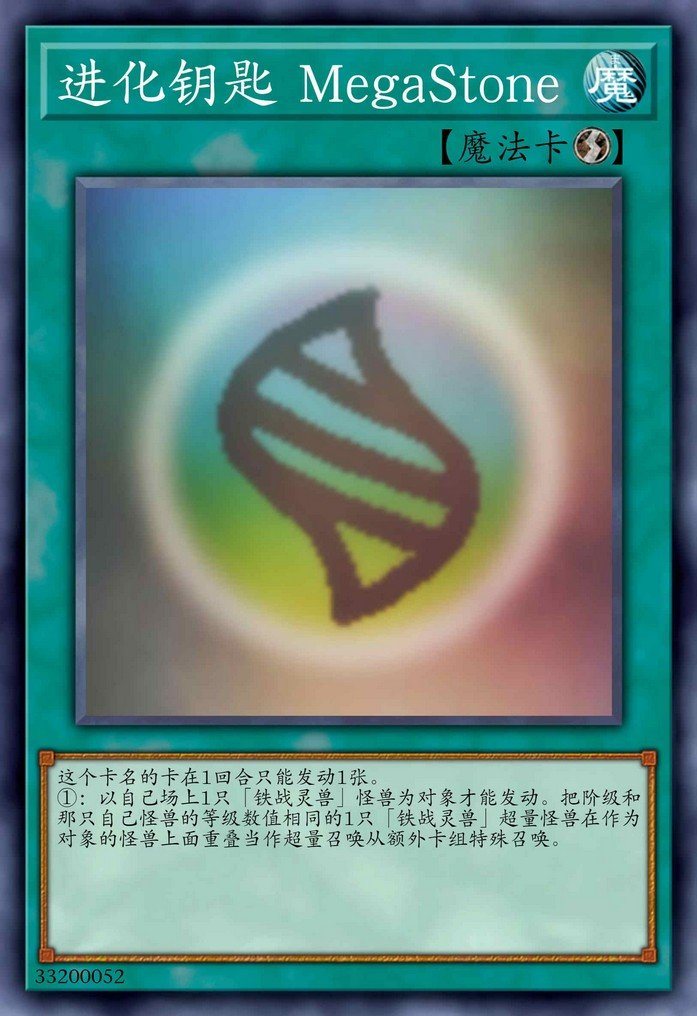 进化钥匙 MegaStone
魔
【魔法卡】
这个卡名的卡在1回合只能发动1张。
①：以自己场上1只「铁战灵兽」怪兽为对象才能发动。把阶级和
那只自己怪兽的等级数值相同的1只「铁战灵兽」超量怪兽在作为
对象的怪兽上面重叠当作超量召唤从额外卡组特殊召唤。
33200052